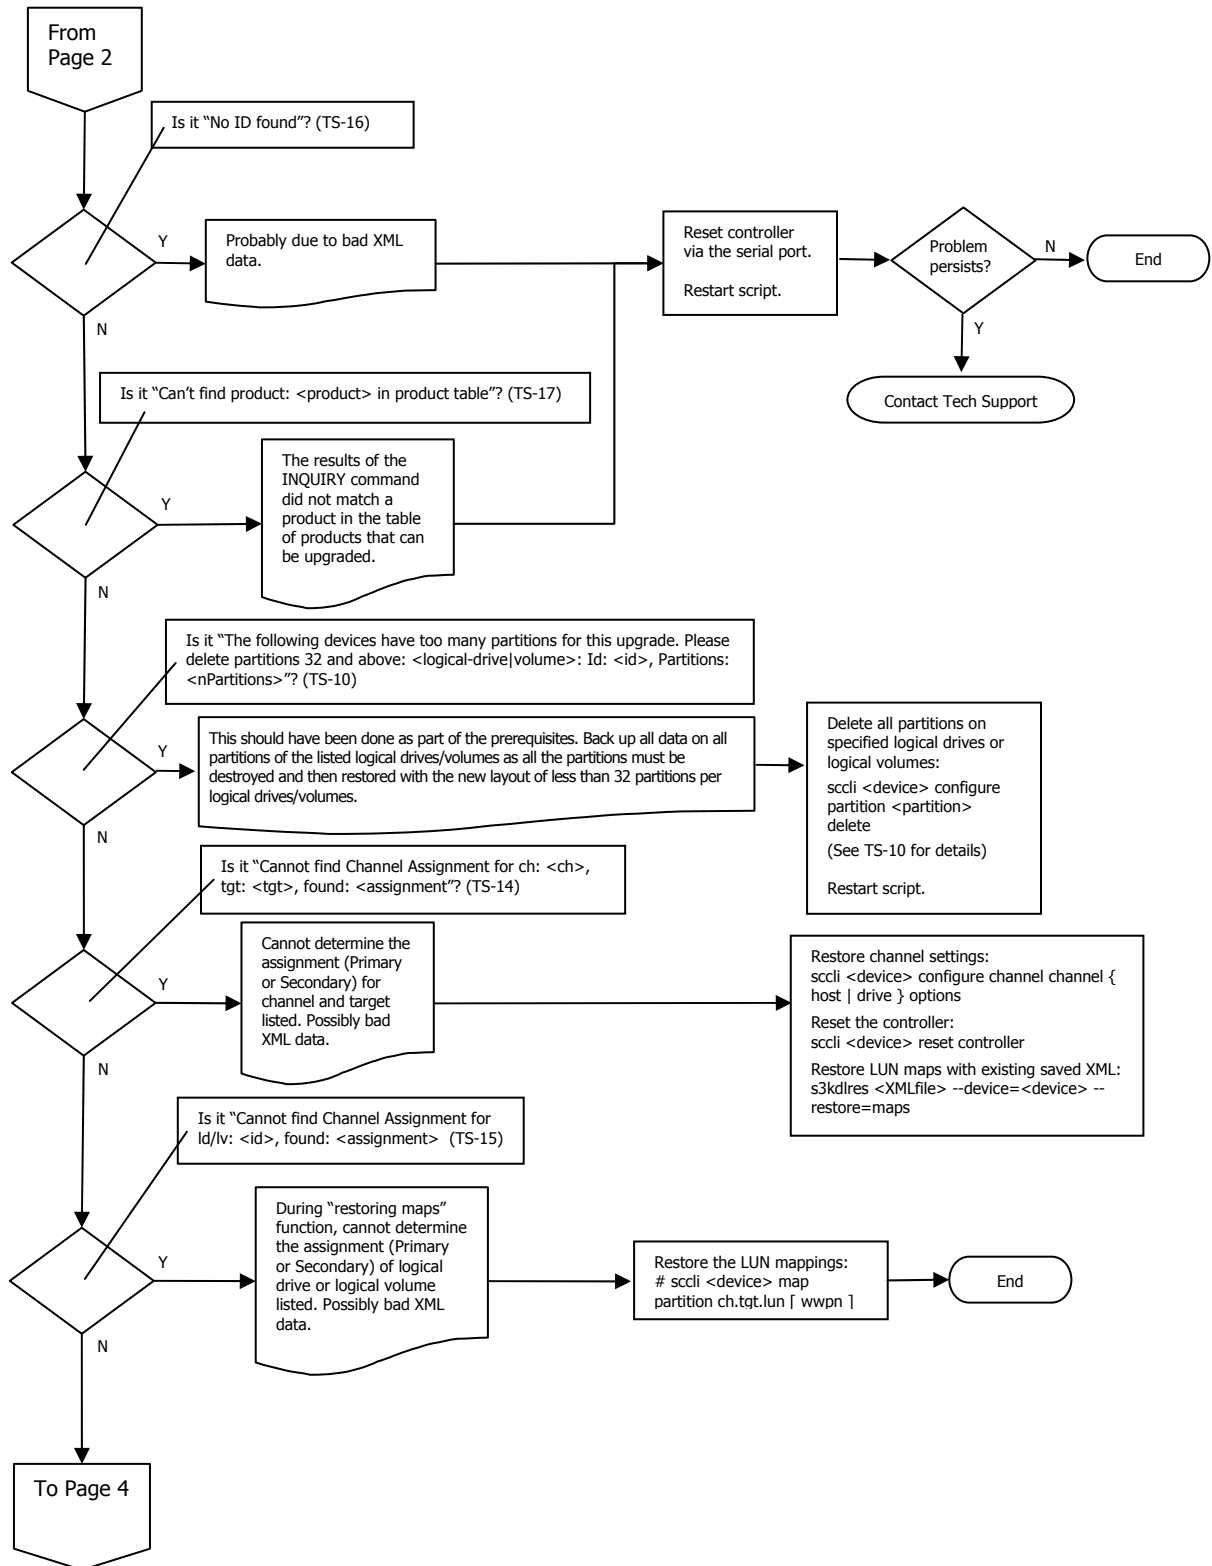 From
Page 2
Is it “No ID found”? (TS-16)
Y
Probably due to bad XML
data.
Reset controller
via the serial port.
Restart script.
Problem
persists?
N
End
Y
Contact Tech Support
N
Is it “Can’t find product: <product> in product table”? (TS-17)
Y
The results of the
INQUIRY command
did not match a
product in the table
of products that can
be upgraded.
N
Is it “The following devices have too many partitions for this upgrade. Please
delete partitions 32 and above: <logical-drive|volume>: Id: <id>, Partitions:
<nPartitions>”? (TS-10)
Y
This should have been done as part of the prerequisites. Back up all data on all
partitions of the listed logical drives/volumes as all the partitions must be
destroyed and then restored with the new layout of less than 32 partitions per
logical drives/volumes.
Delete all partitions on
specified logical drives or
logical volumes:
sccli <device> configure
partition <partition>
delete
(See TS-10 for details)
Restart script.
N
Is it “Cannot find Channel Assignment for ch: <ch>,
tgt: <tgt>, found: <assignment”? (TS-14)
Y
Cannot determine the
assignment (Primary
or Secondary) for
channel and target
listed. Possibly bad
XML data.
Restore channel settings:
sccli <device> configure channel channel {
host | drive } options
Reset the controller:
sccli <device> reset controller
Restore LUN maps with existing saved XML:
s3kdlres <XMLfile> --device=<device> --
restore=maps
N
Is it “Cannot find Channel Assignment for
ld/lv: <id>, found: <assignment> (TS-15)
Y
During “restoring maps”
function, cannot determine
the assignment (Primary
or Secondary) of logical
drive or logical volume
listed. Possibly bad XML
data.
Restore the LUN mappings:
# sccli <device> map
partition ch.tgt.lun [ wwpn ]
End
N
To Page 4